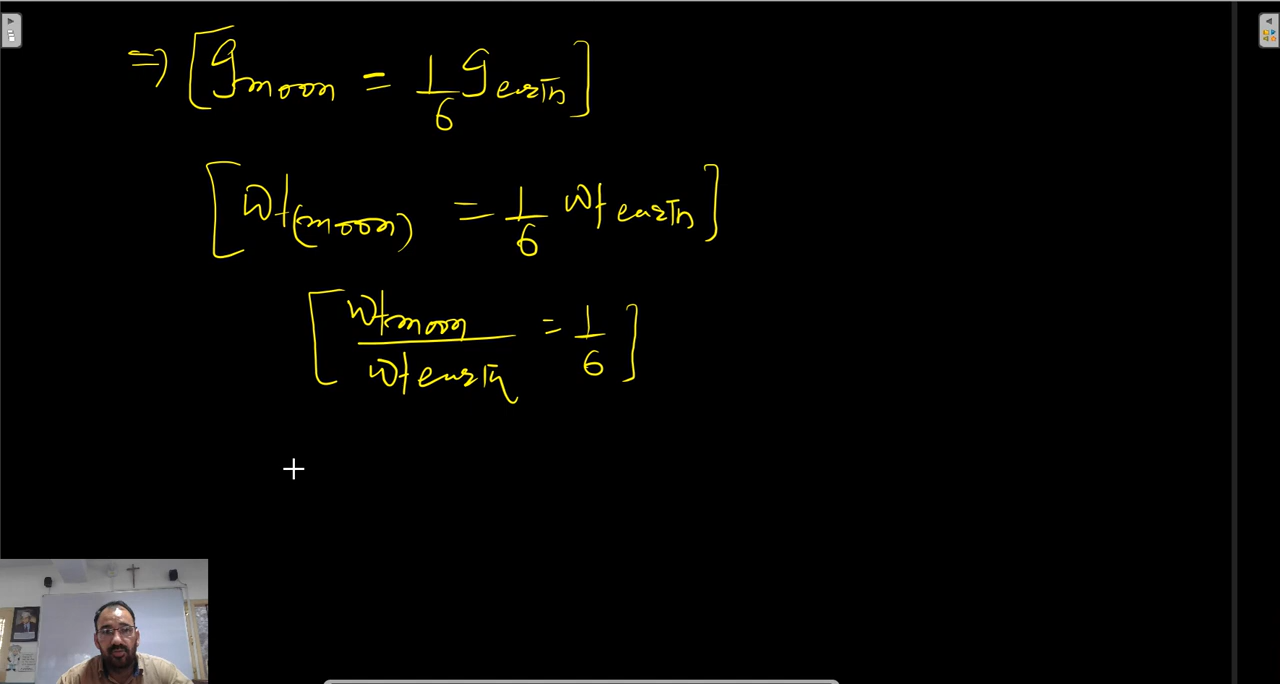 ⇒ [g moon = 1/6 g earth]
[wt(moon) = 1/6 wt earth]
[wt moon / wt earth = 1/6]